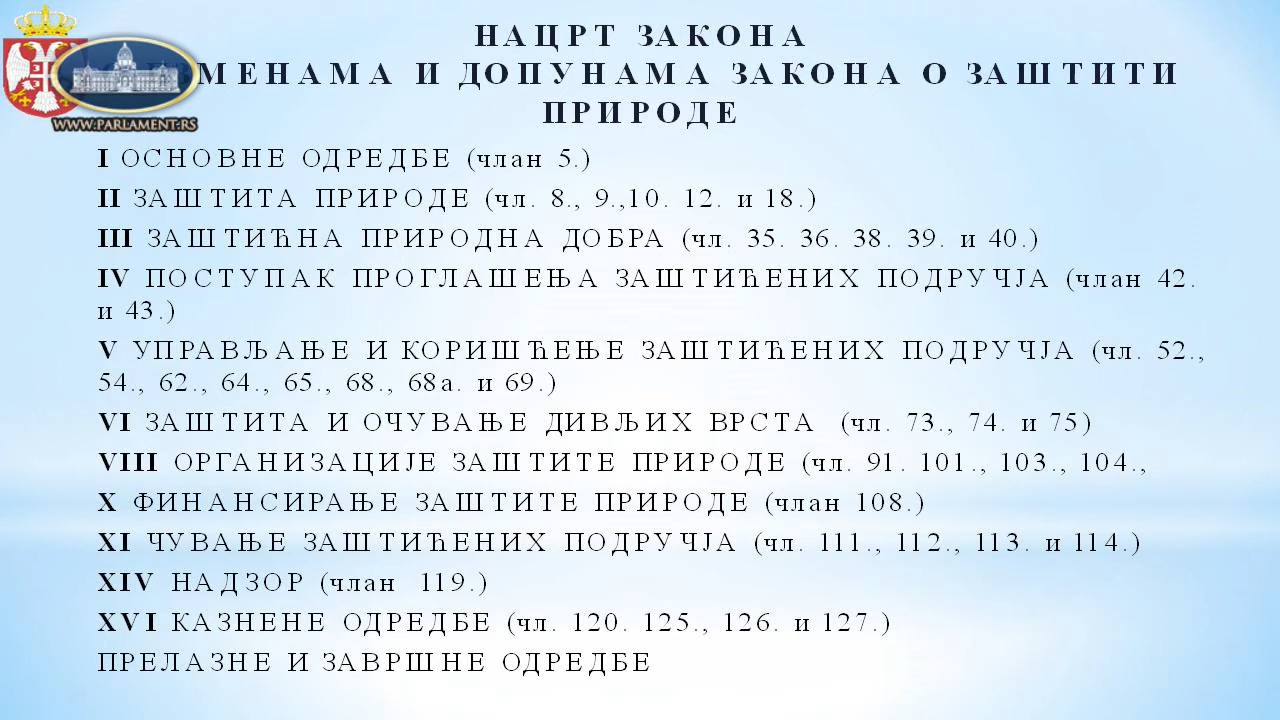 НАЦРТ ЗАКОНА
МЕНАМА И ДОПУНАМА ЗАКОНА О ЗАШТИТИ
ПРИРОДЕ
WWW.PARLAMENT.RS
I ОСНОВНЕ ОДРЕДБЕ (члан 5.)
II ЗАШТИТА ПРИРОДЕ (чл. 8., 9.,10. 12. и 18.)
III ЗАШТИЋНА ПРИРОДНА ДОБРА (чл. 35. 36. 38. 39. и 40.)
IV ПОСТУПАК ПРОГЛАШЕЊА ЗАШТИЋЕНИХ ПОДРУЧЈА (члан 42.
и 43.)
V УПРАВЉАЊЕ И КОРИШЋЕЊЕ ЗАШТИЋЕНИХ ПОДРУЧЈА (чл. 52.,
54., 62., 64., 65., 68., 68а. и 69.)
VI ЗАШТИТА И ОЧУВАЊЕ ДИВЉИХ ВРСТА (чл. 73., 74. и 75)
VIII ОРГАНИЗАЦИЈЕ ЗАШТИТЕ ПРИРОДЕ (чл. 91. 101., 103., 104.,
X ФИНАНСИРАЊЕ ЗАШТИТЕ ПРИРОДЕ (члан 108.)
XI ЧУВАЊЕ ЗАШТИЋЕНИХ ПОДРУЧЈА (чл. 111., 112., 113. и 114.)
XIV НАДЗОР (члан 119.)
XVI КАЗНЕНЕ ОДРЕДБЕ (чл. 120. 125., 126. и 127.)
ПРЕЛАЗНЕ И ЗАВРШНЕ ОДРЕДБЕ